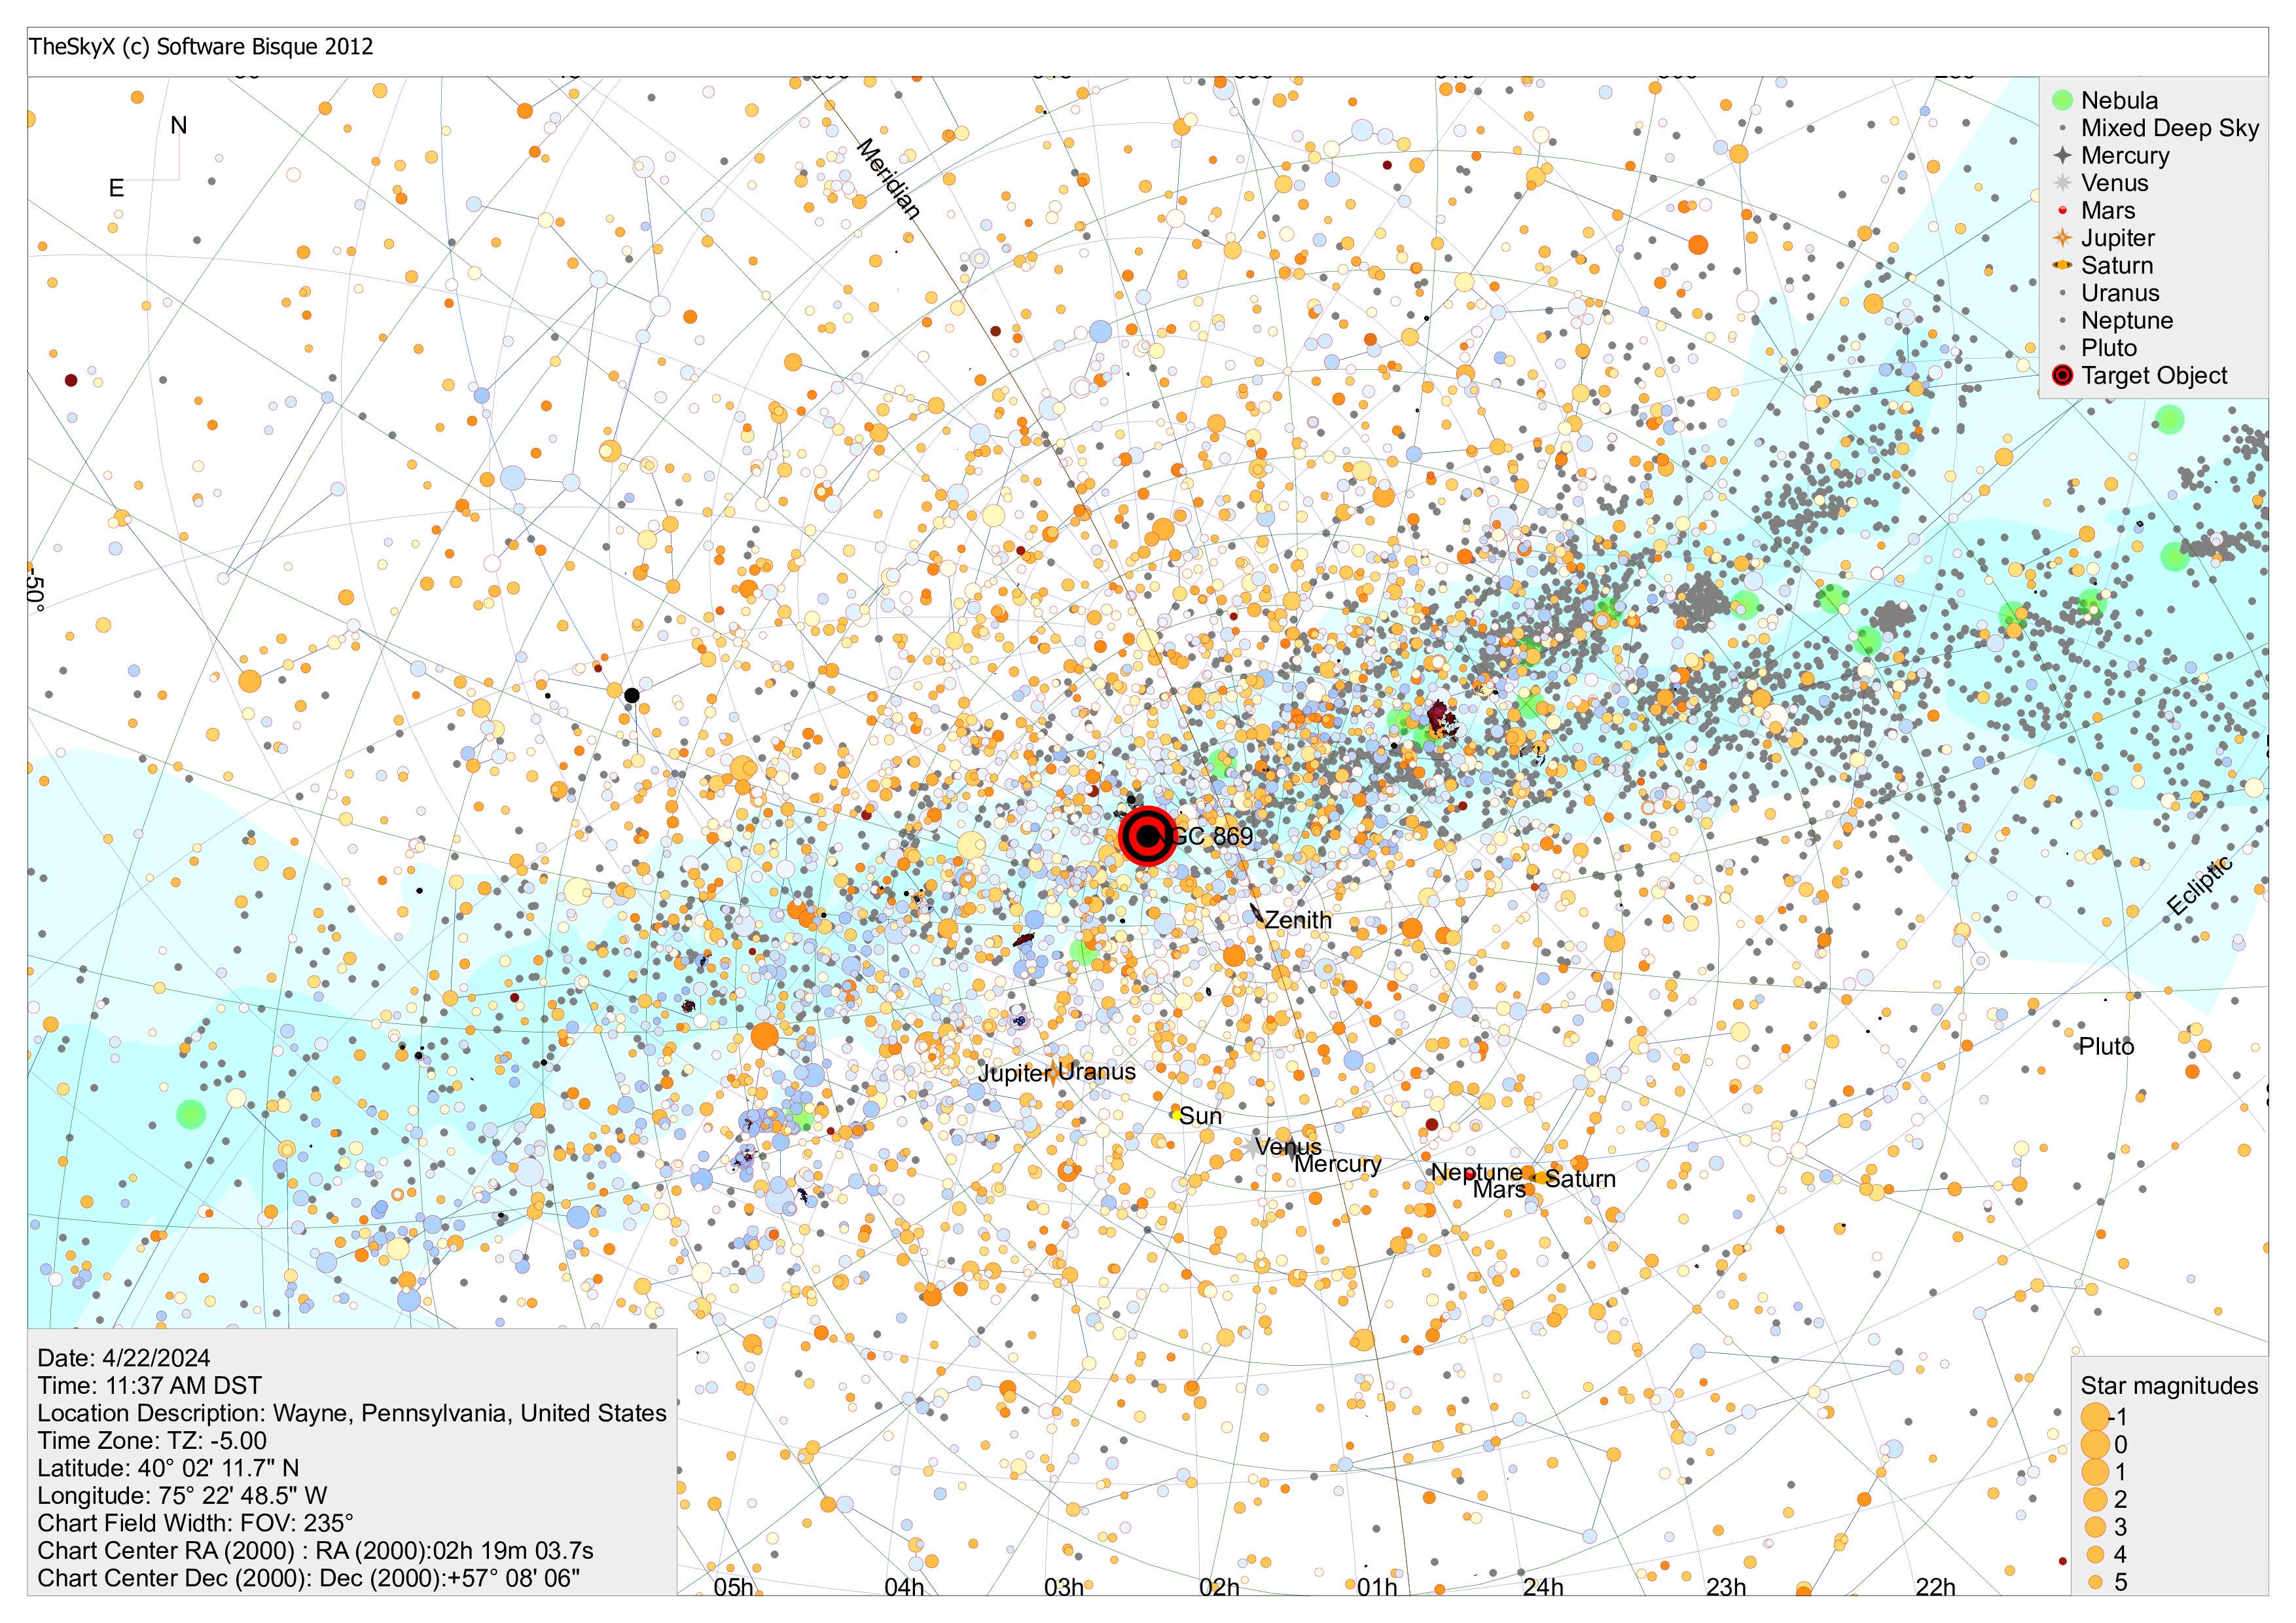 TheSkyX (c) Software Bisque 2012
Nebula
Mixed Deep Sky
Mercury
Venus
Mars
Jupiter
Saturn
Uranus
Neptune
Pluto
Target Object
N
E
Meridian
-50°
GC 869
Zenith
Ecliptic
Pluto
Jupiter Uranus
Sun
Venus
Mercury
Neptune
Mars
Saturn
Date: 4/22/2024
Time: 11:37 AM DST
Location Description: Wayne, Pennsylvania, United States
Time Zone: TZ: -5.00
Latitude: 40° 02' 11.7" N
Longitude: 75° 22' 48.5" W
Chart Field Width: FOV: 235°
Chart Center RA (2000) : RA (2000):02h 19m 03.7s
Chart Center Dec (2000): Dec (2000):+57° 08' 06"
Star magnitudes
-1
0
1
2
3
4
5
05h 04h 03h 02h 01h 24h 23h 22h